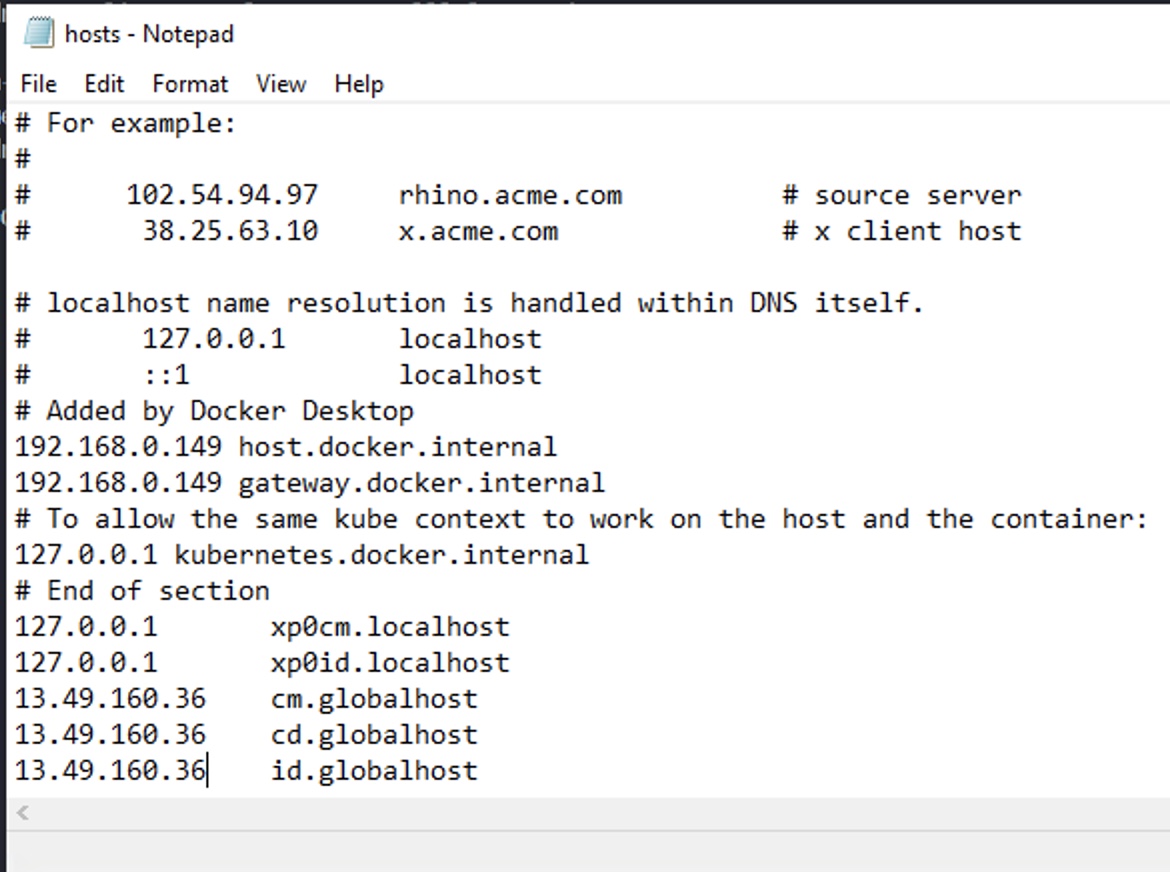 hosts - Notepad
File Edit Format View Help
# For example:
#
#      102.54.94.97     rhino.acme.com          # source server
#       38.25.63.10     x.acme.com              # x client host
# localhost name resolution is handled within DNS itself.
#       127.0.0.1       localhost
#       ::1             localhost
# Added by Docker Desktop
192.168.0.149 host.docker.internal
192.168.0.149 gateway.docker.internal
# To allow the same kube context to work on the host and the container:
127.0.0.1 kubernetes.docker.internal
# End of section
127.0.0.1       xp0cm.localhost
127.0.0.1       xp0id.localhost
13.49.160.36    cm.globalhost
13.49.160.36    cd.globalhost
13.49.160.36    id.globalhost